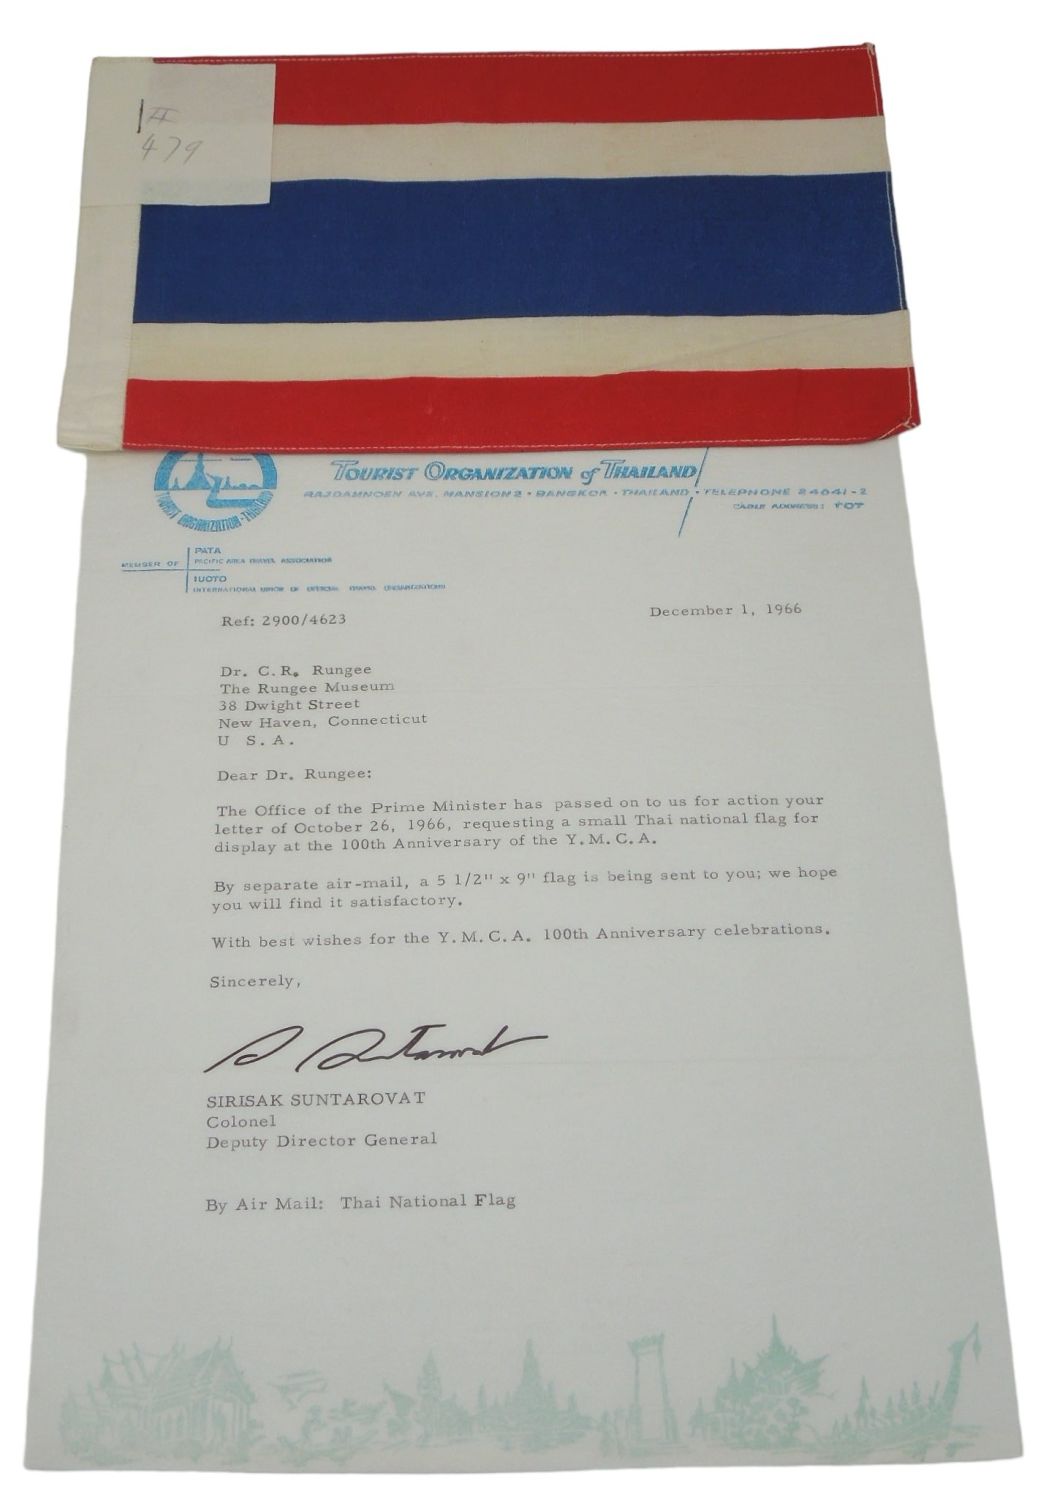 479
TOURIST ORGANIZATION of THAILAND
RAJDAMNOEN AVE. MANSION 2 • BANGKOK • THAILAND • TELEPHONE 24641-2
CABLE ADDRESS: TOT
TOURIST ORGANIZATION • THAILAND
MEMBER OF
PATA
PACIFIC AREA TRAVEL ASSOCIATION
IUOTO
INTERNATIONAL UNION OF OFFICIAL TRAVEL ORGANIZATIONS
Ref: 2900/4623
December 1, 1966
Dr. C.R. Rungee
The Rungee Museum
38 Dwight Street
New Haven, Connecticut
U S.A.
Dear Dr. Rungee:
The Office of the Prime Minister has passed on to us for action your
letter of October 26, 1966, requesting a small Thai national flag for
display at the 100th Anniversary of the Y.M.C.A.
By separate air-mail, a 5 1/2" x 9" flag is being sent to you; we hope
you will find it satisfactory.
With best wishes for the Y.M.C.A. 100th Anniversary celebrations.
Sincerely,
SIRISAK SUNTAROVAT
Colonel
Deputy Director General
By Air Mail: Thai National Flag